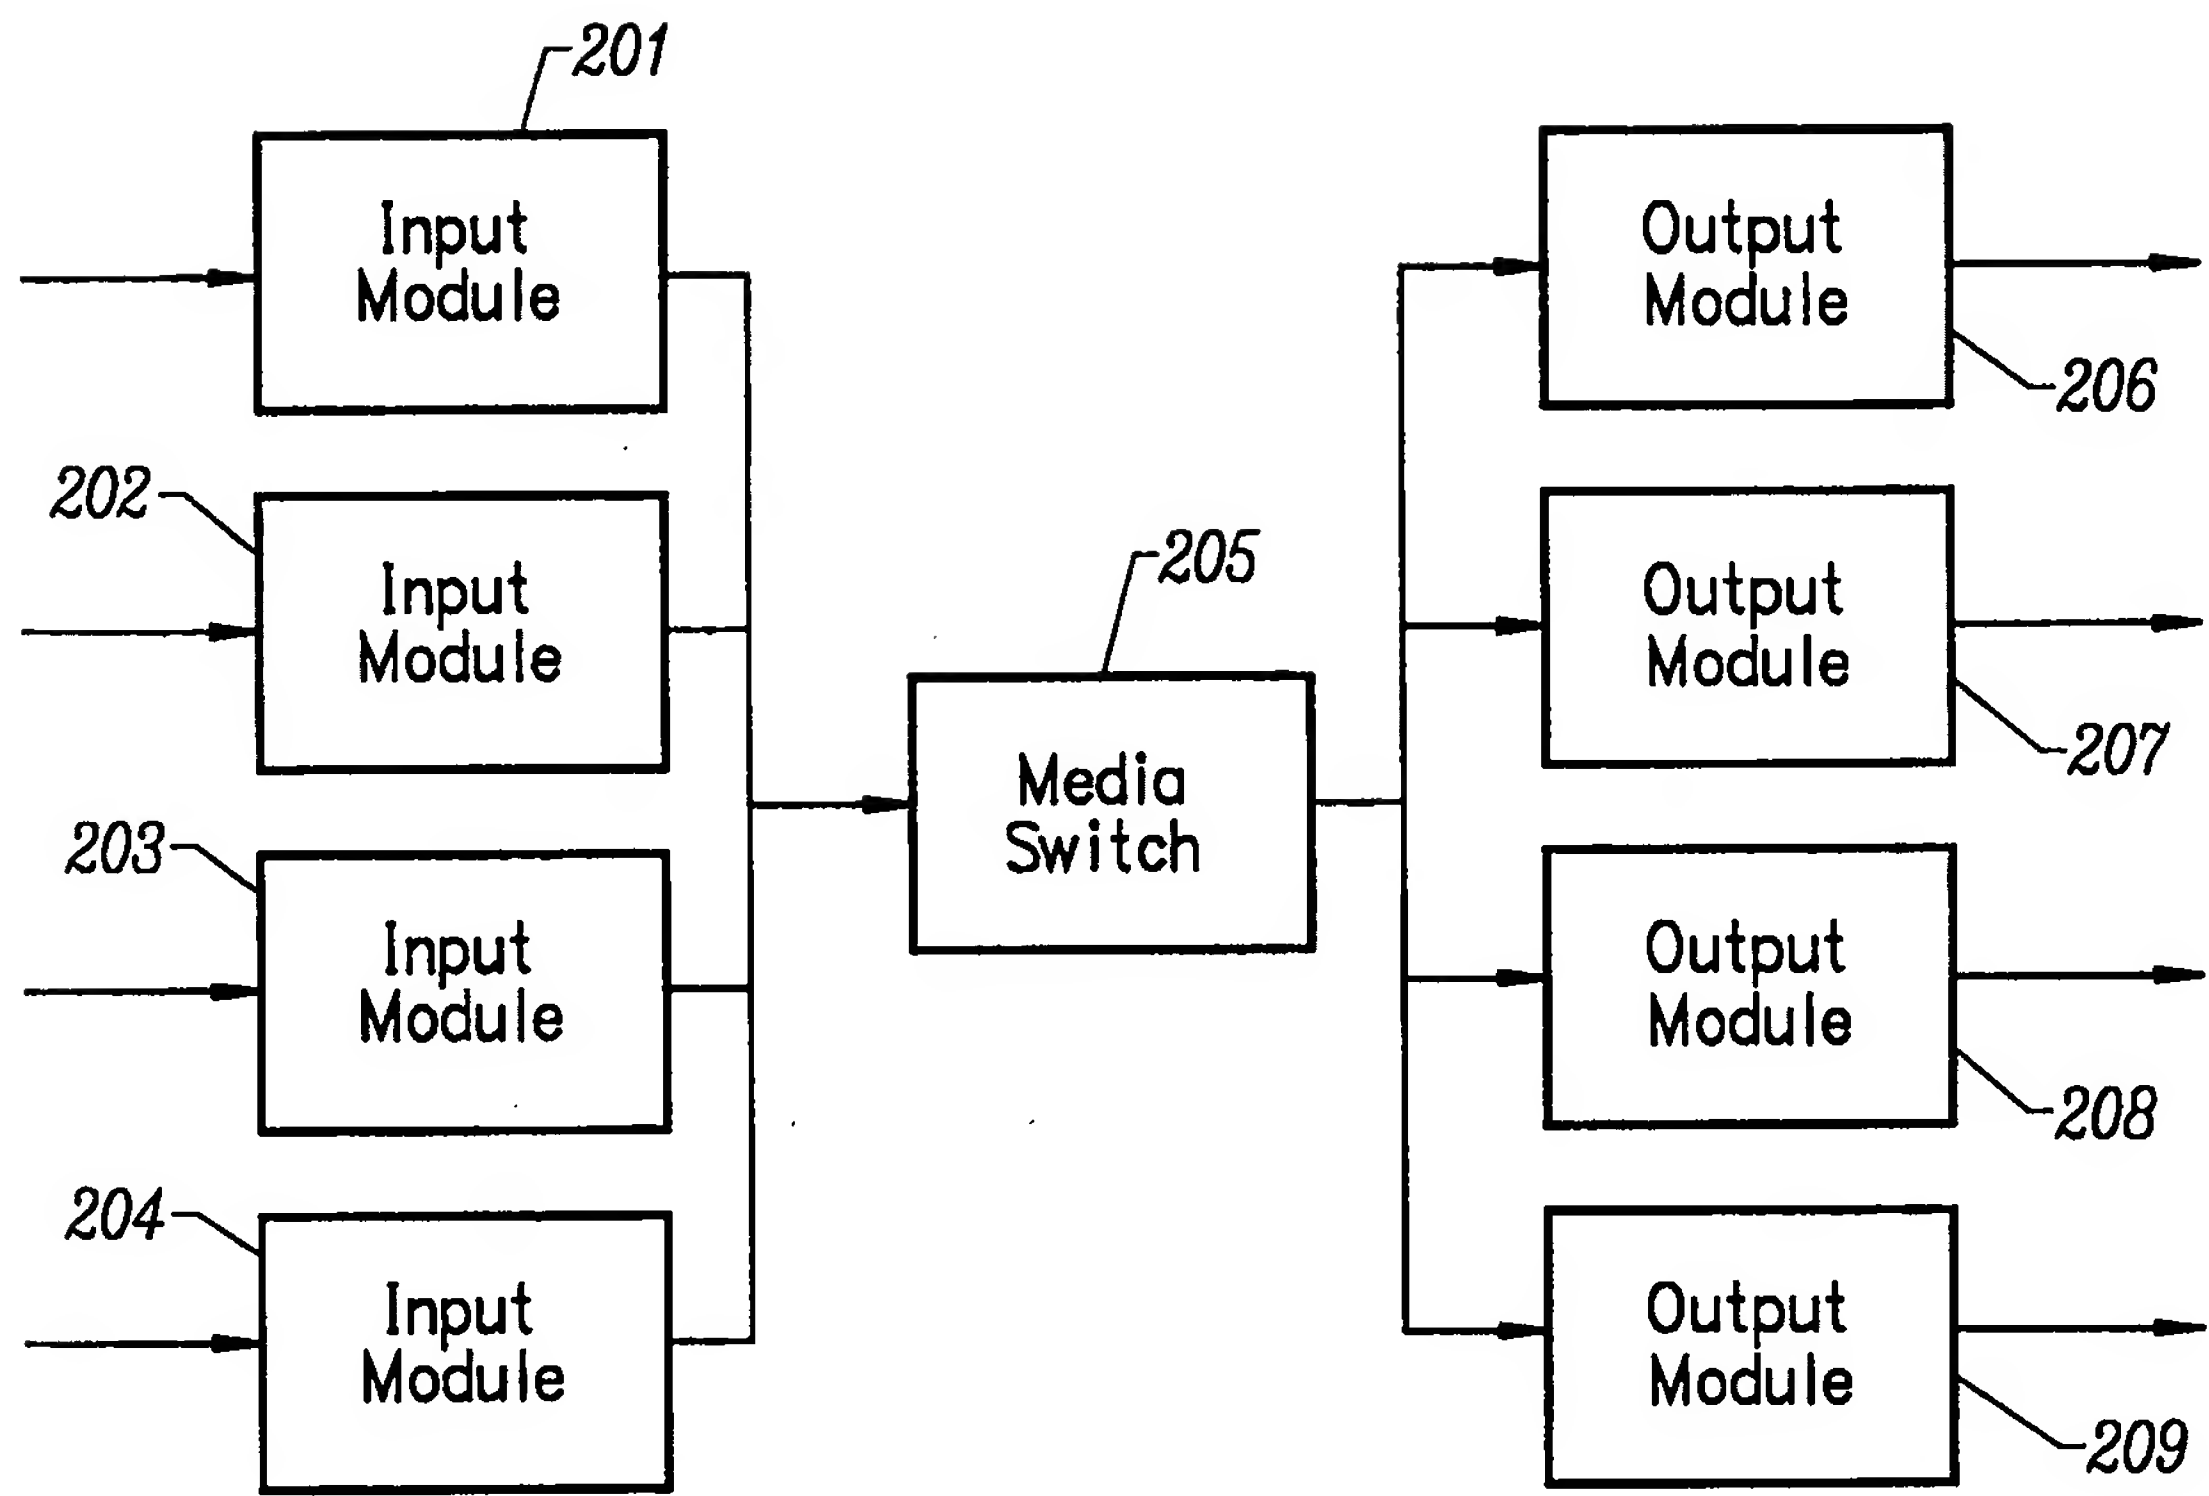 201
Input
Module
202
Input
Module
203
Input
Module
204
Input
Module
205
Media
Switch
Output
Module
206
Output
Module
207
Output
Module
208
Output
Module
209